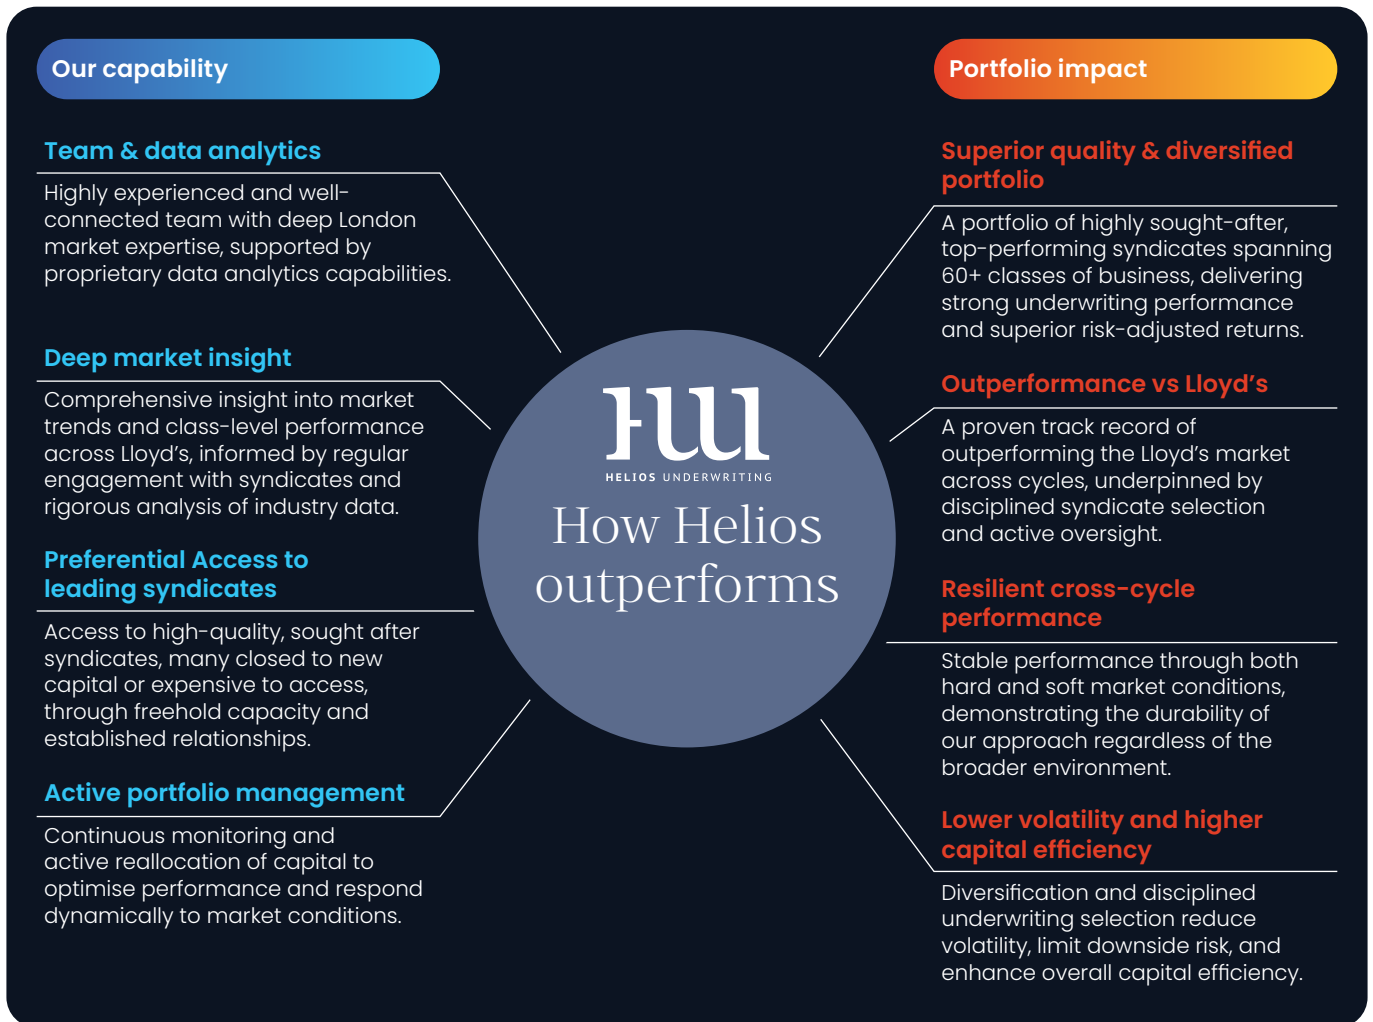 Our capability
Team & data analytics
Highly experienced and well-
connected team with deep London
market expertise, supported by
proprietary data analytics capabilities.
Deep market insight
Comprehensive insight into market
trends and class-level performance
across Lloyd’s, informed by regular
engagement with syndicates and
rigorous analysis of industry data.
Preferential Access to
leading syndicates
Access to high-quality, sought after
syndicates, many closed to new
capital or expensive to access,
through freehold capacity and
established relationships.
Active portfolio management
Continuous monitoring and
active reallocation of capital to
optimise performance and respond
dynamically to market conditions.
HELIOS UNDERWRITING
How Helios
outperforms
Portfolio impact
Superior quality & diversified
portfolio
A portfolio of highly sought-after,
top-performing syndicates spanning
60+ classes of business, delivering
strong underwriting performance
and superior risk-adjusted returns.
Outperformance vs Lloyd’s
A proven track record of
outperforming the Lloyd’s market
across cycles, underpinned by
disciplined syndicate selection
and active oversight.
Resilient cross-cycle
performance
Stable performance through both
hard and soft market conditions,
demonstrating the durability of
our approach regardless of the
broader environment.
Lower volatility and higher
capital efficiency
Diversification and disciplined
underwriting selection reduce
volatility, limit downside risk, and
enhance overall capital efficiency.